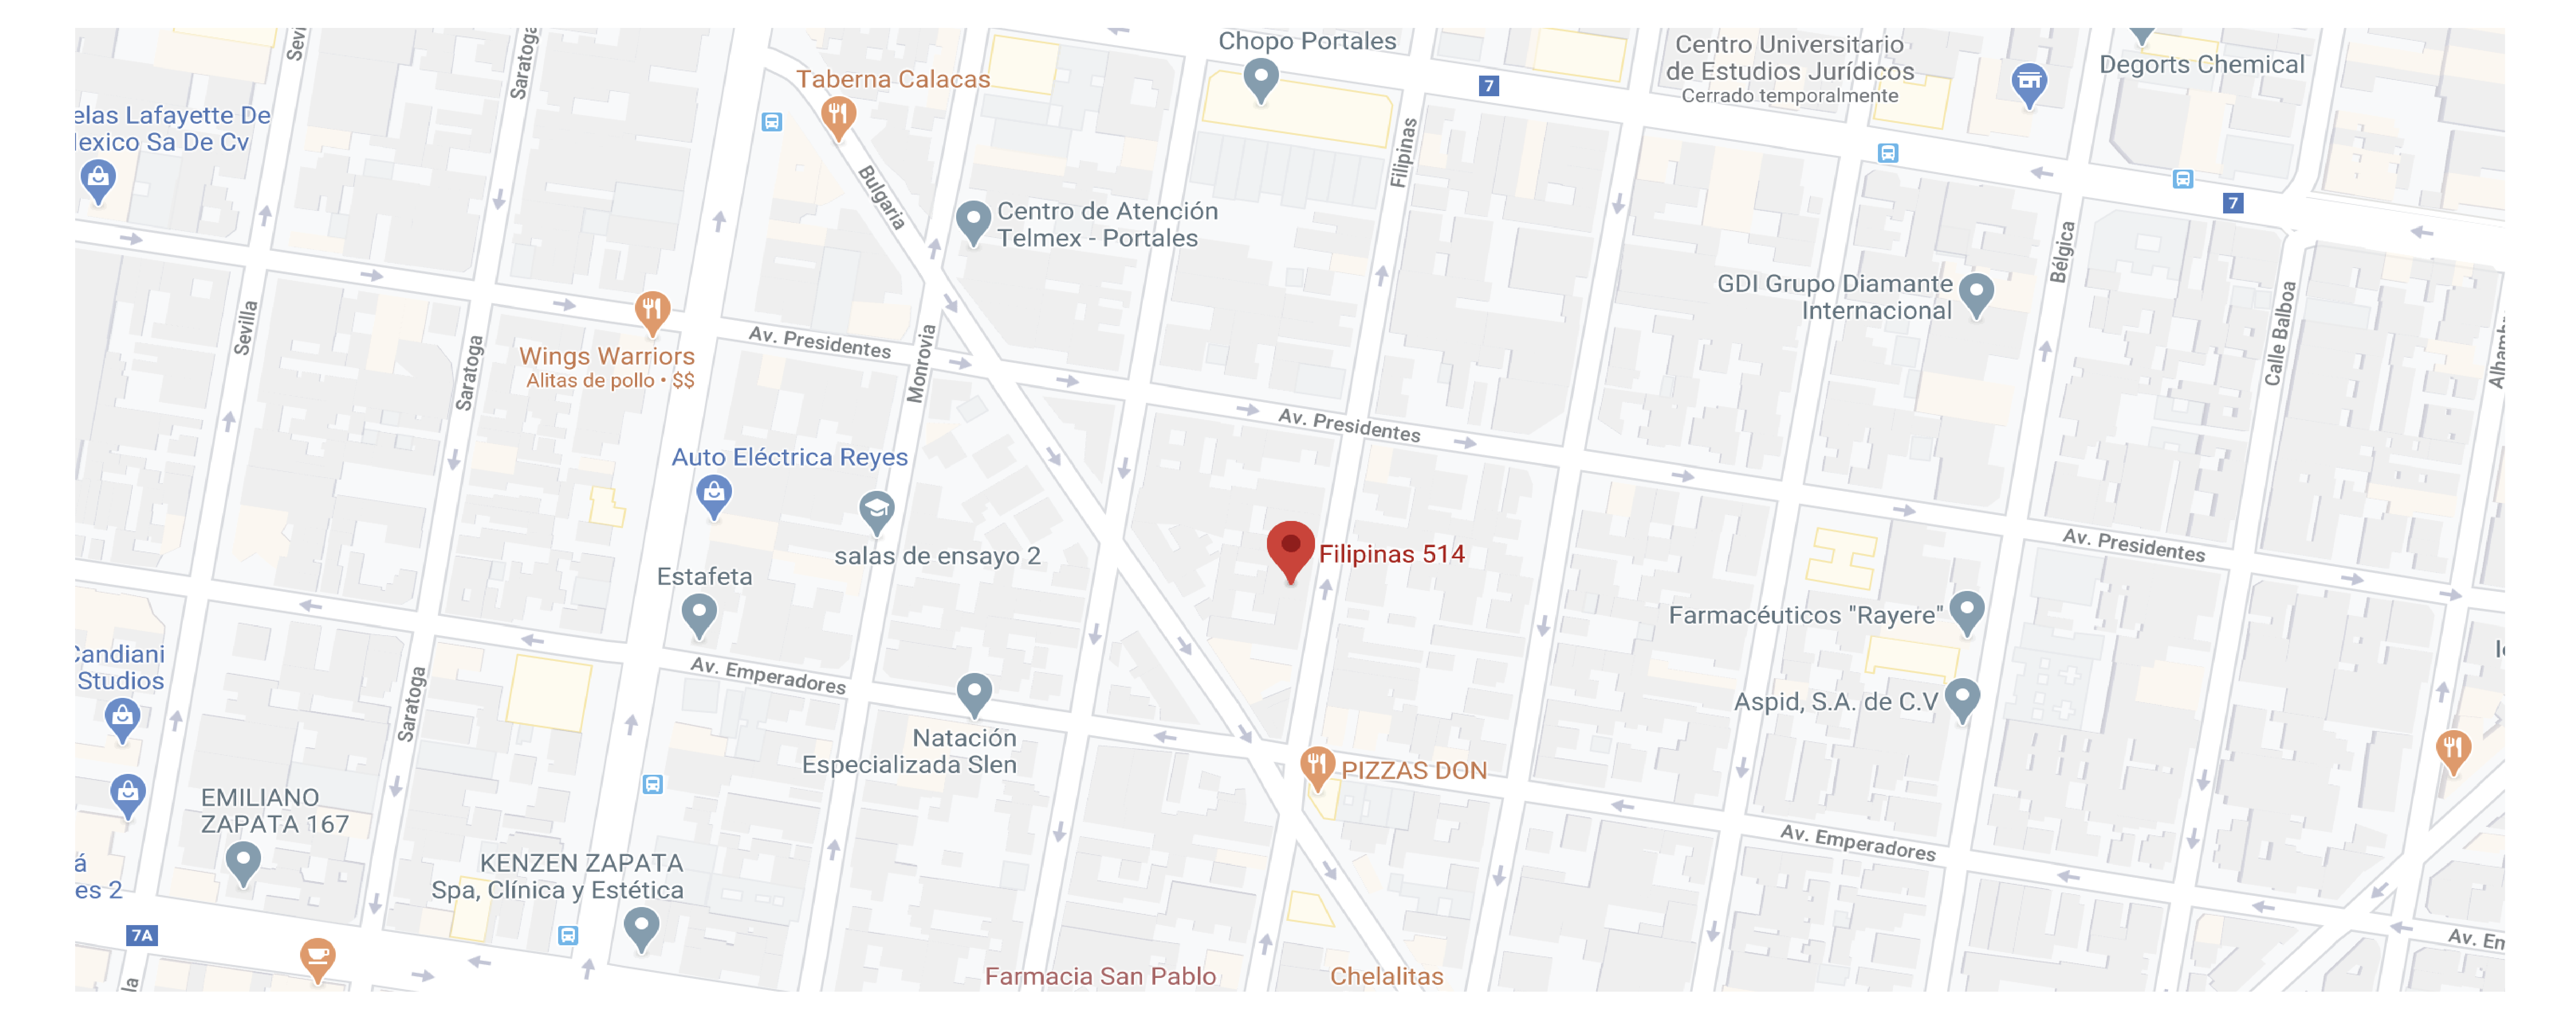 Chopo Portales
Sevi
Saratoga
Centro Universitario
de Estudios Jurídicos
Cerrado temporalmente
Degorts Chemical
Taberna Calacas
7
elas Lafayette De
lexico Sa De Cv
Bulgaria
Filipinas
7
Centro de Atención
Telmex - Portales
Bélgica
GDI Grupo Diamante
Internacional
Sevilla
Saratoga
Av. Presidentes
Monrovia
Calle Balboa
Alhambr
Wings Warriors
Alitas de pollo • $$
Av. Presidentes
Auto Eléctrica Reyes
salas de ensayo 2
Filipinas 514
Av. Presidentes
Estafeta
Farmacéuticos "Rayere"
Candiani
Studios
Saratoga
Av. Emperadores
Aspid, S.A. de C.V
Natación
Especializada Slen
PIZZAS DON
EMILIANO
ZAPATA 167
Av. Emperadores
á
es 2
KENZEN ZAPATA
Spa, Clínica y Estética
7A
Av. En
Farmacia San Pablo
Chelalitas
la